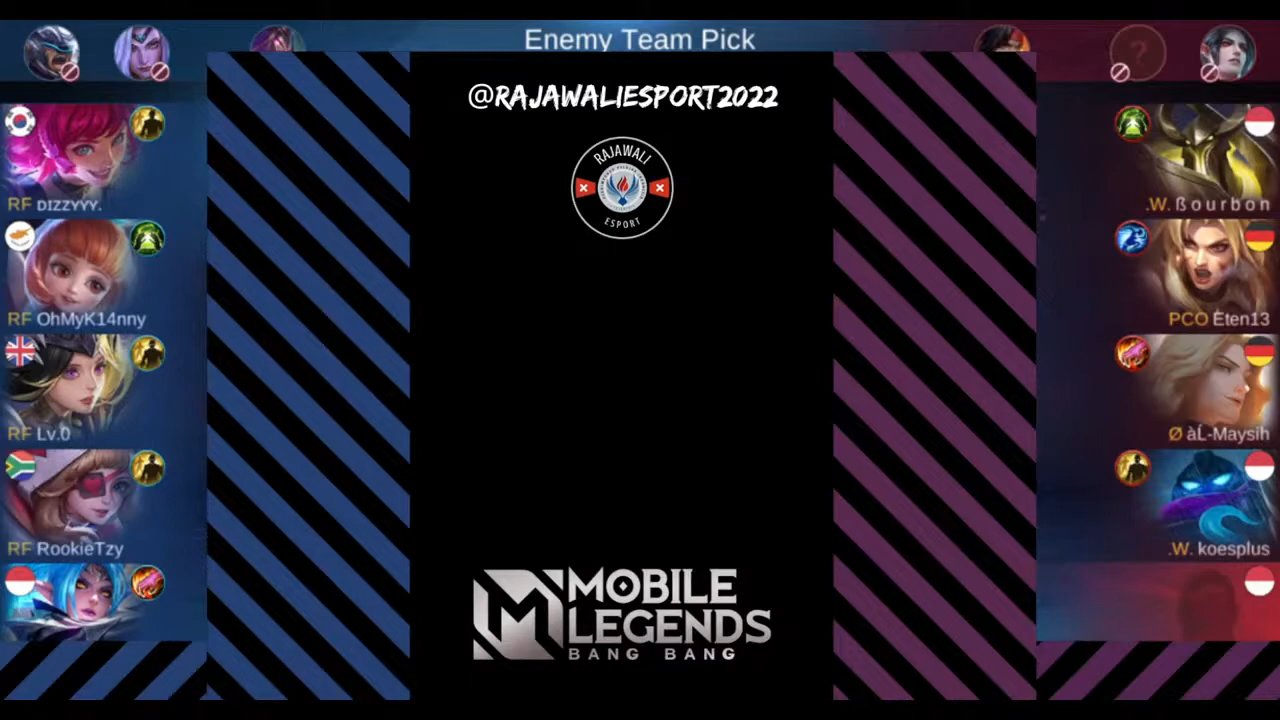 Enemy Team Pick
@RAJAWALIESPORT2022
RAJAWALI
ESPORT
RF DIZZYYY.
RF OhMyK14nny
RF Lv.0
RF RookieTzy
.W. ßourbon
PCO Eten13
Ø àĹ-Maysih
.W. koesplus
MOBILE
LEGENDS
BANG BANG